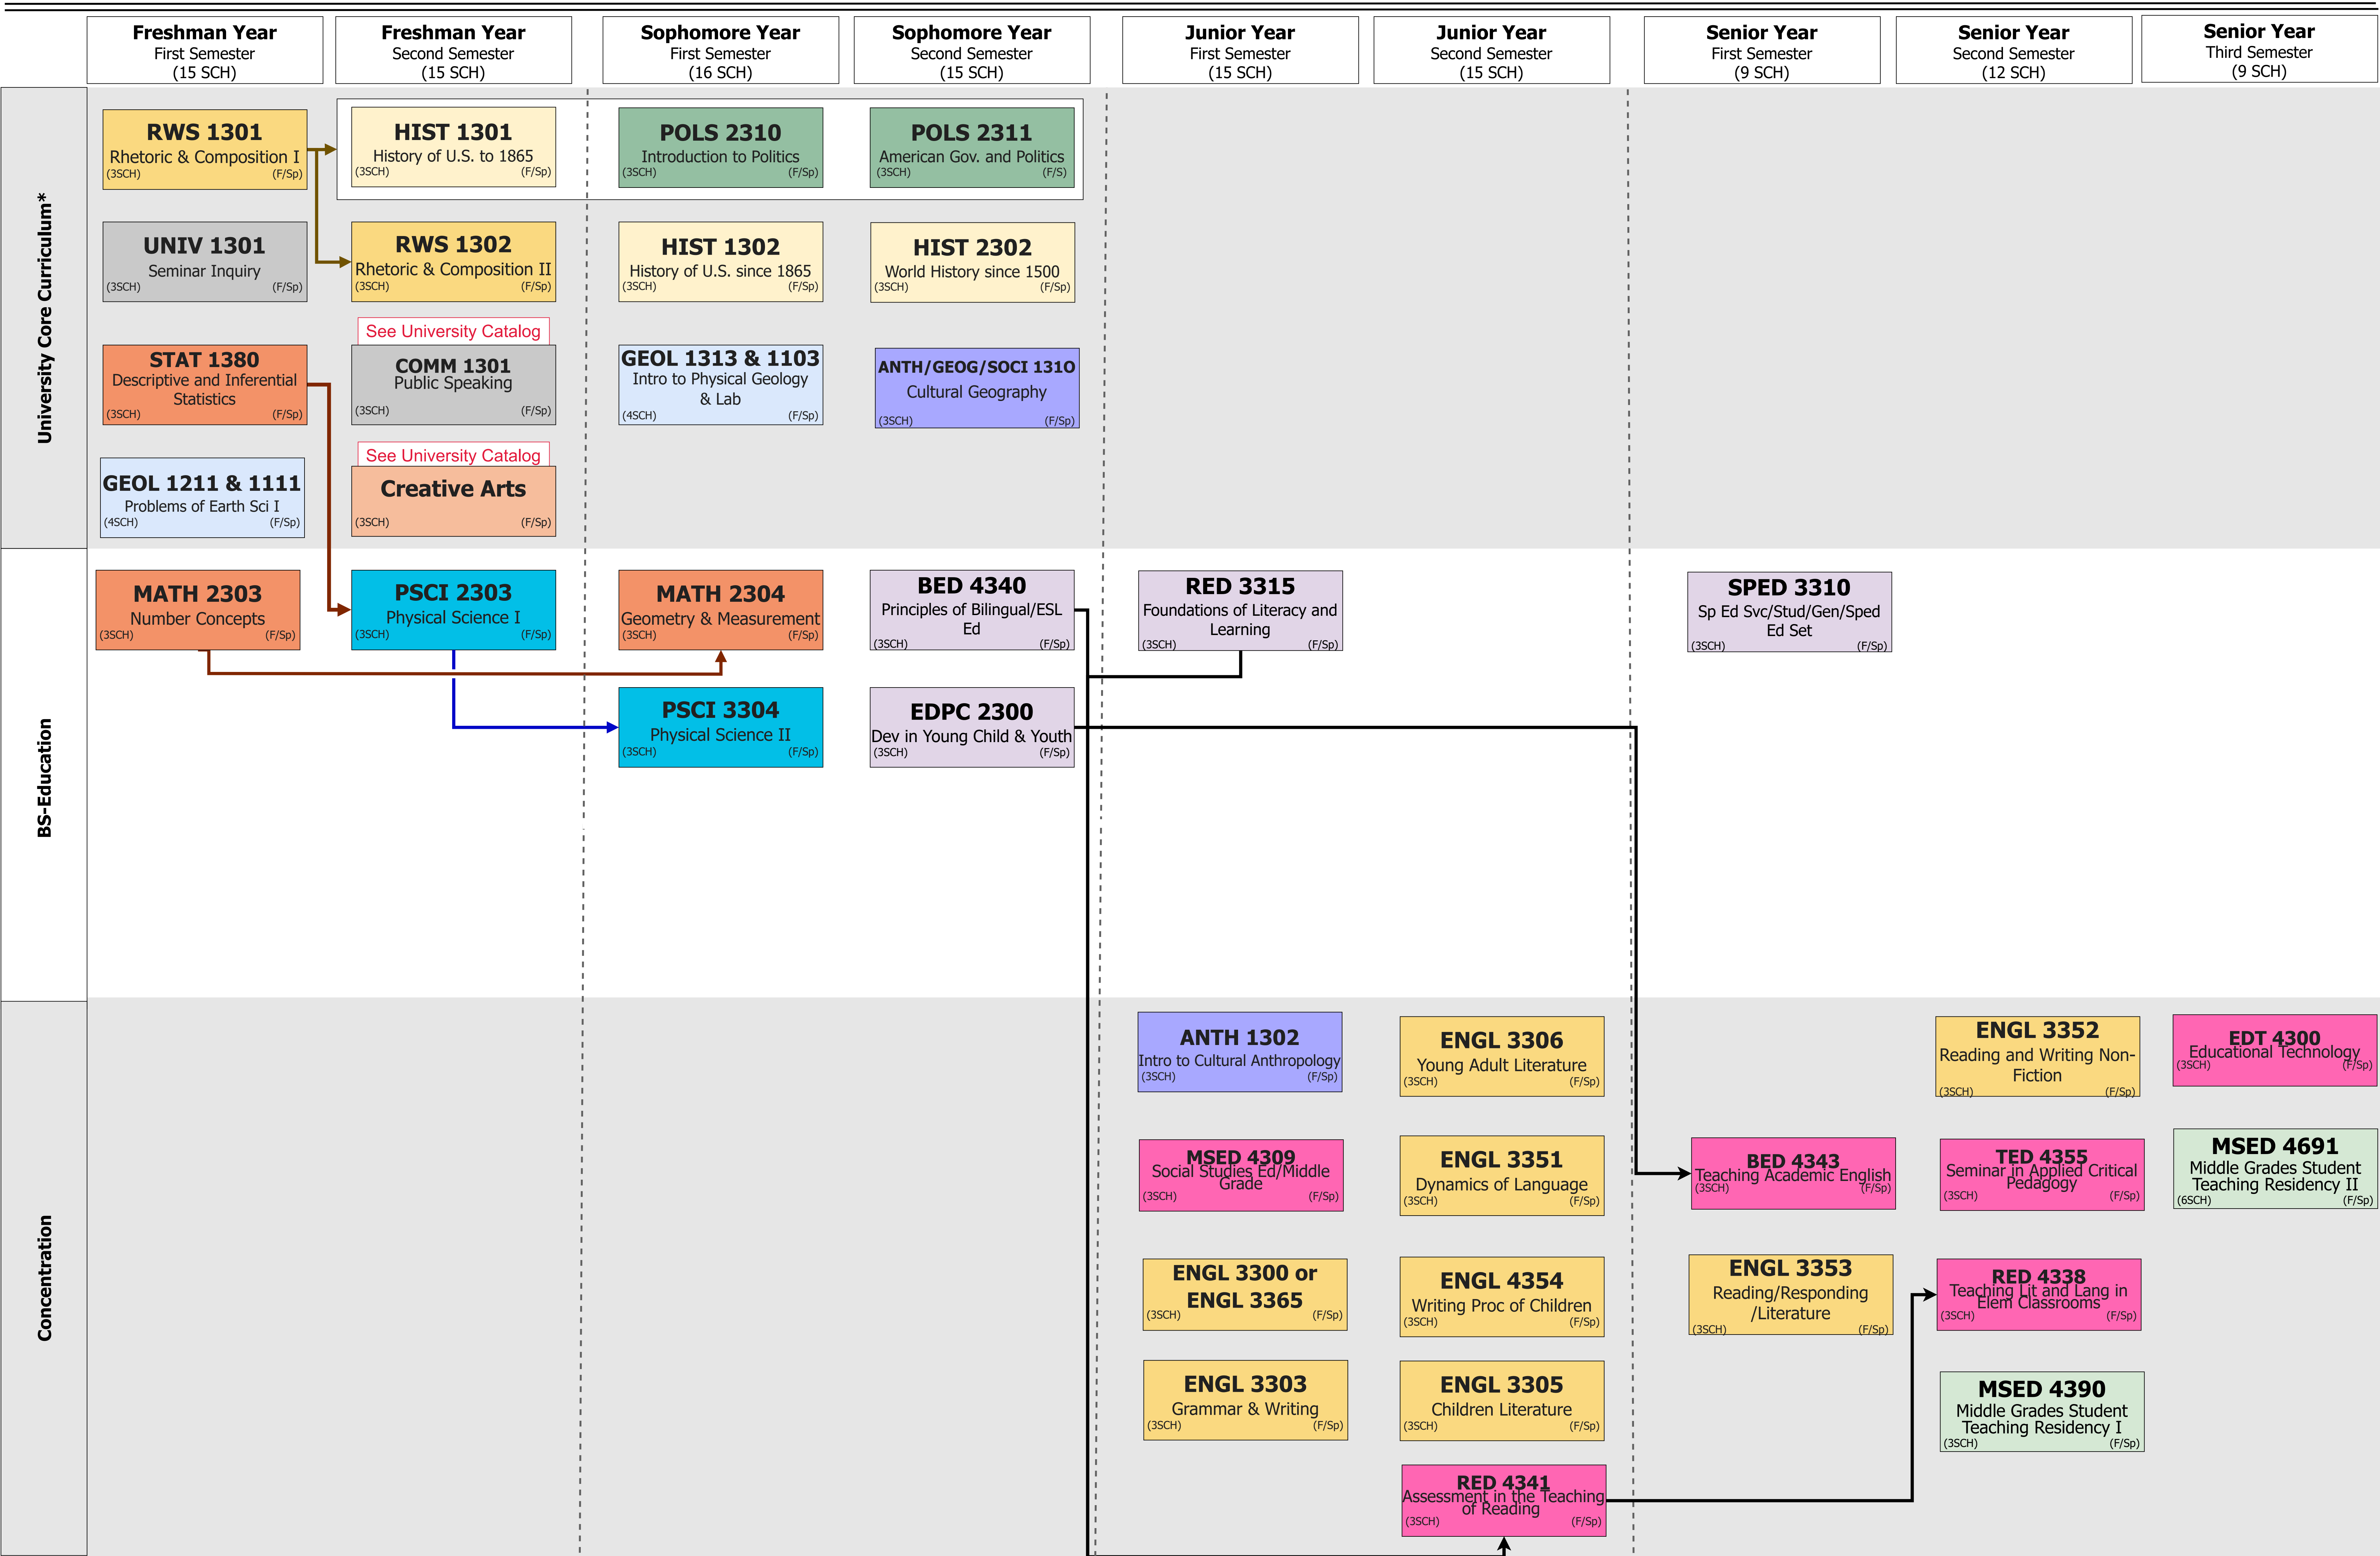 Freshman Year
First Semester
(15 SCH)
Freshman Year
Second Semester
(15 SCH)
Sophomore Year
First Semester
(16 SCH)
Sophomore Year
Second Semester
(15 SCH)
Junior Year
First Semester
(15 SCH)
Junior Year
Second Semester
(15 SCH)
Senior Year
First Semester
(9 SCH)
Senior Year
Second Semester
(12 SCH)
Senior Year
Third Semester
(9 SCH)
University Core Curriculum*
RWS 1301
Rhetoric & Composition I
(3SCH) (F/Sp)
HIST 1301
History of U.S. to 1865
(3SCH) (F/Sp)
POLS 2310
Introduction to Politics
(3SCH) (F/Sp)
POLS 2311
American Gov. and Politics
(3SCH) (F/S)
UNIV 1301
Seminar Inquiry
(3SCH) (F/Sp)
RWS 1302
Rhetoric & Composition II
(3SCH) (F/Sp)
HIST 1302
History of U.S. since 1865
(3SCH) (F/Sp)
HIST 2302
World History since 1500
(3SCH) (F/Sp)
STAT 1380
Descriptive and Inferential
Statistics
(3SCH) (F/Sp)
See University Catalog
COMM 1301
Public Speaking
(3SCH) (F/Sp)
GEOL 1313 & 1103
Intro to Physical Geology
& Lab
(4SCH) (F/Sp)
ANTH/GEOG/SOCI 131O
Cultural Geography
(3SCH) (F/Sp)
GEOL 1211 & 1111
Problems of Earth Sci I
(4SCH) (F/Sp)
See University Catalog
Creative Arts
(3SCH) (F/Sp)
BS-Education
MATH 2303
Number Concepts
(3SCH) (F/Sp)
PSCI 2303
Physical Science I
(3SCH) (F/Sp)
MATH 2304
Geometry & Measurement
(3SCH) (F/Sp)
BED 4340
Principles of Bilingual/ESL
Ed
(3SCH) (F/Sp)
RED 3315
Foundations of Literacy and
Learning
(3SCH) (F/Sp)
SPED 3310
Sp Ed Svc/Stud/Gen/Sped
Ed Set
(3SCH) (F/Sp)
PSCI 3304
Physical Science II
(3SCH) (F/Sp)
EDPC 2300
Dev in Young Child & Youth
(3SCH) (F/Sp)
Concentration
ANTH 1302
Intro to Cultural Anthropology
(3SCH) (F/Sp)
ENGL 3306
Young Adult Literature
(3SCH) (F/Sp)
ENGL 3352
Reading and Writing Non-
Fiction
(3SCH) (F/Sp)
EDT 4300
Educational Technology
(3SCH) (F/Sp)
MSED 4309
Social Studies Ed/Middle
Grade
(3SCH) (F/Sp)
ENGL 3351
Dynamics of Language
(3SCH) (F/Sp)
BED 4343
Teaching Academic English
(3SCH) (F/Sp)
TED 4355
Seminar in Applied Critical
Pedagogy
(3SCH) (F/Sp)
MSED 4691
Middle Grades Student
Teaching Residency II
(6SCH) (F/Sp)
ENGL 3300 or
ENGL 3365
(3SCH) (F/Sp)
ENGL 4354
Writing Proc of Children
(3SCH) (F/Sp)
ENGL 3353
Reading/Responding
/Literature
(3SCH) (F/Sp)
RED 4338
Teaching Lit and Lang in
Elem Classrooms
(3SCH) (F/Sp)
ENGL 3303
Grammar & Writing
(3SCH) (F/Sp)
ENGL 3305
Children Literature
(3SCH) (F/Sp)
MSED 4390
Middle Grades Student
Teaching Residency I
(3SCH) (F/Sp)
RED 4341
Assessment in the Teaching
of Reading
(3SCH) (F/Sp)